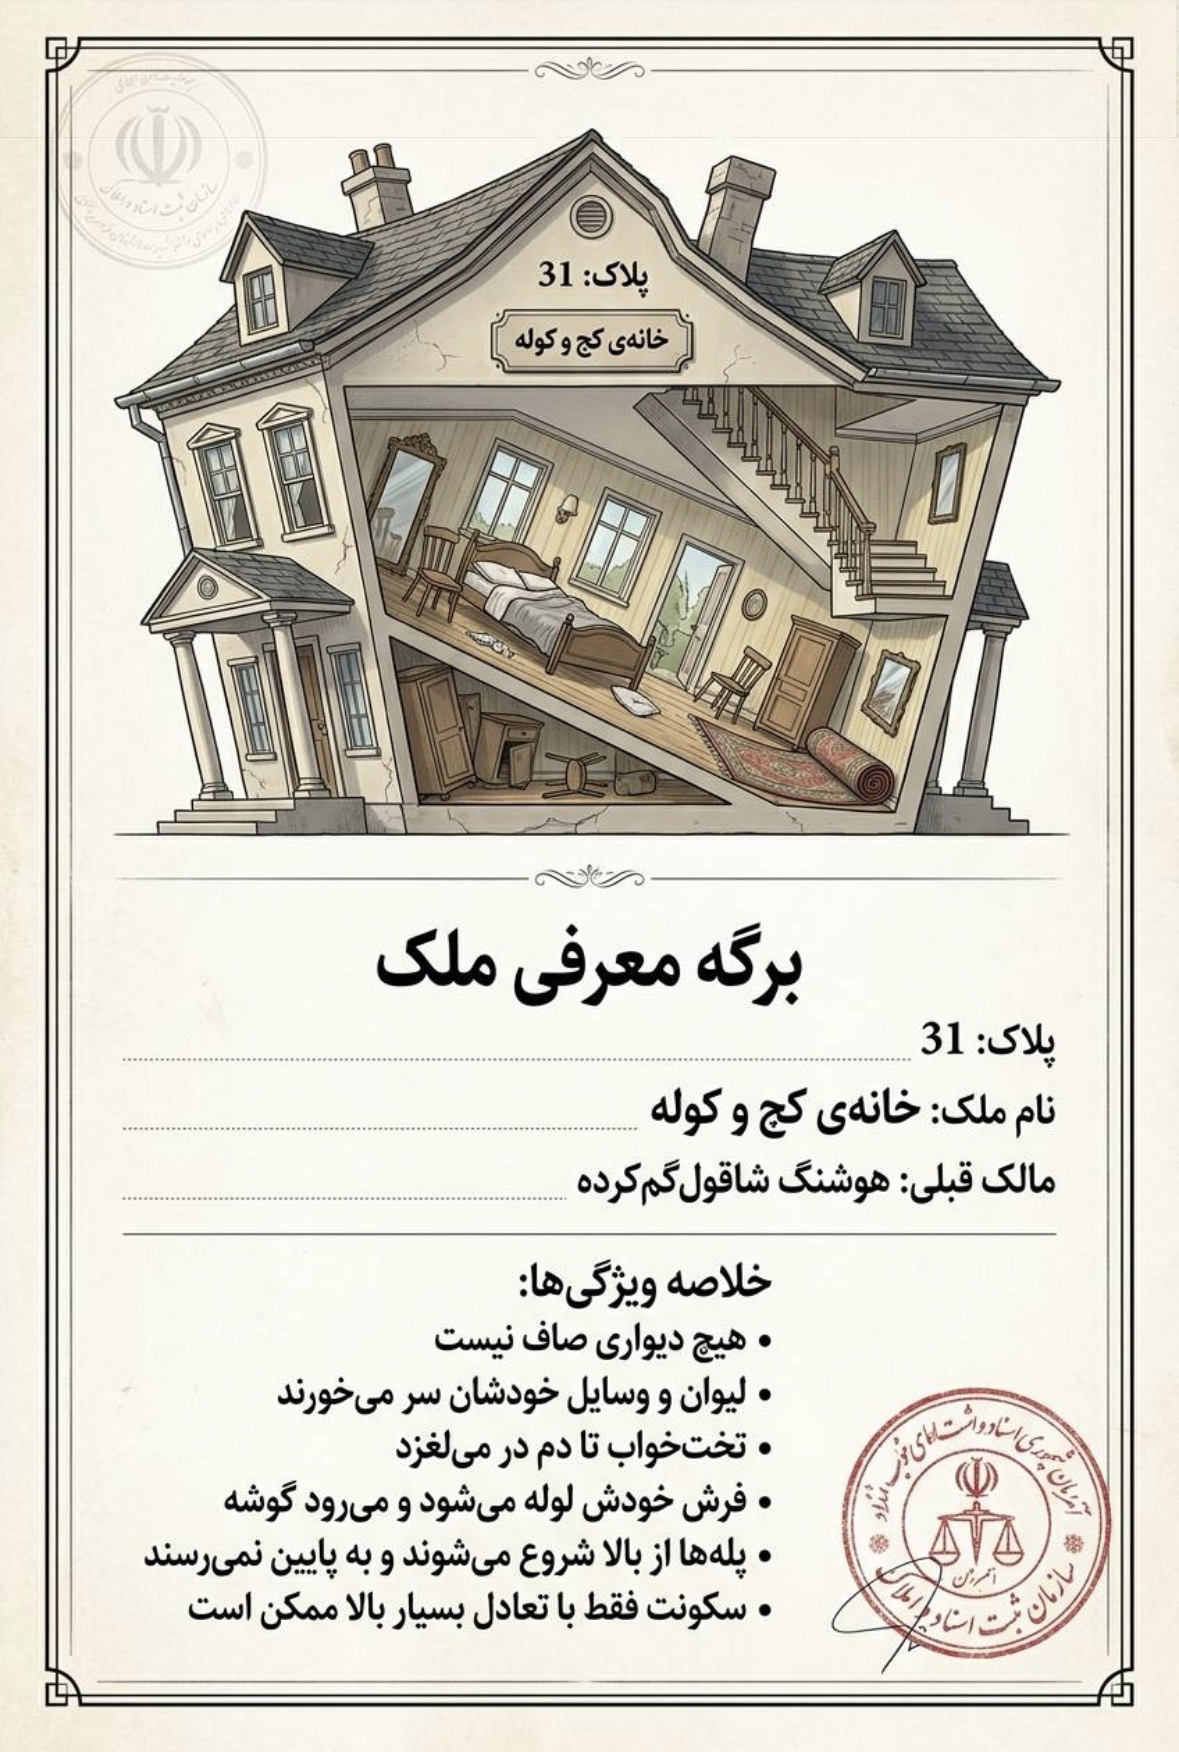 پلاک: 31
خانه‌ی کج و کوله
برگه معرفی ملک
پلاک: 31
نام ملک: خانه‌ی کج و کوله
مالک قبلی: هوشنگ شاقول‌گم‌کرده
خلاصه ویژگی‌ها:
• هیچ دیواری صاف نیست
• لیوان و وسایل خودشان سر می‌خورند
• تخت‌خواب تا دم در می‌لغزد
• فرش خودش لوله می‌شود و می‌رود گوشه
• پله‌ها از بالا شروع می‌شوند و به پایین نمی‌رسند
• سکونت فقط با تعادل بسیار بالا ممکن است
سازمان ثبت اسناد و املاک